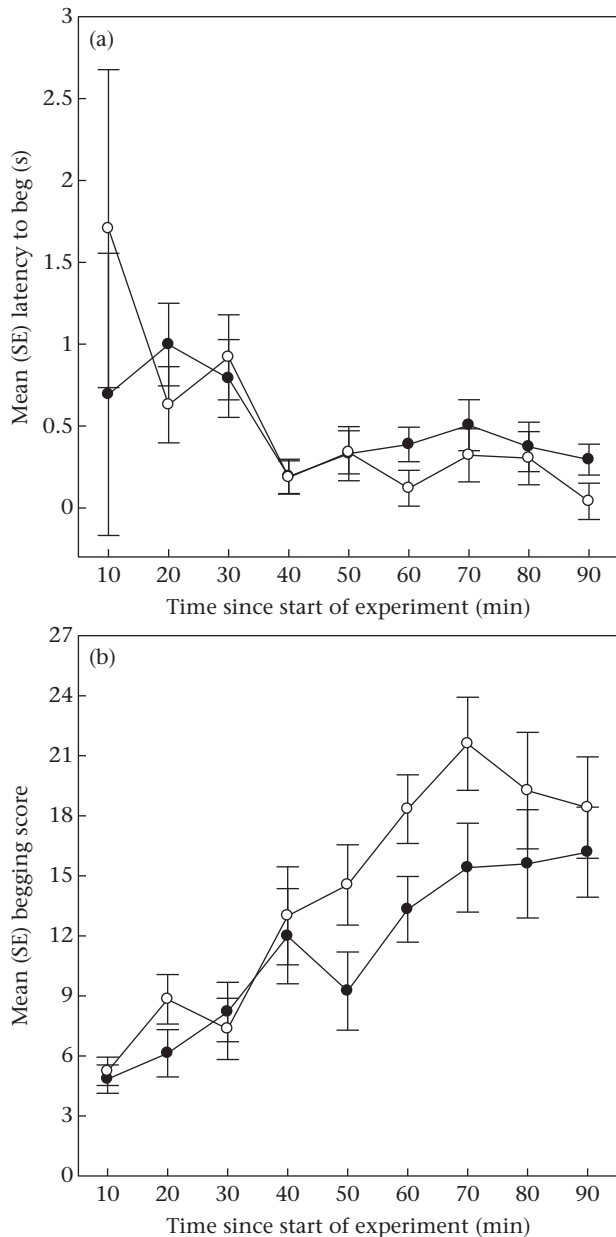 (a)
3
2.5
2
1.5
1
0.5
0
Mean (SE) latency to beg (s)
10 20 30 40 50 60 70 80 90
Time since start of experiment (min)
(b)
27
24
21
18
15
12
9
6
3
0
Mean (SE) begging score
10 20 30 40 50 60 70 80 90
Time since start of experiment (min)